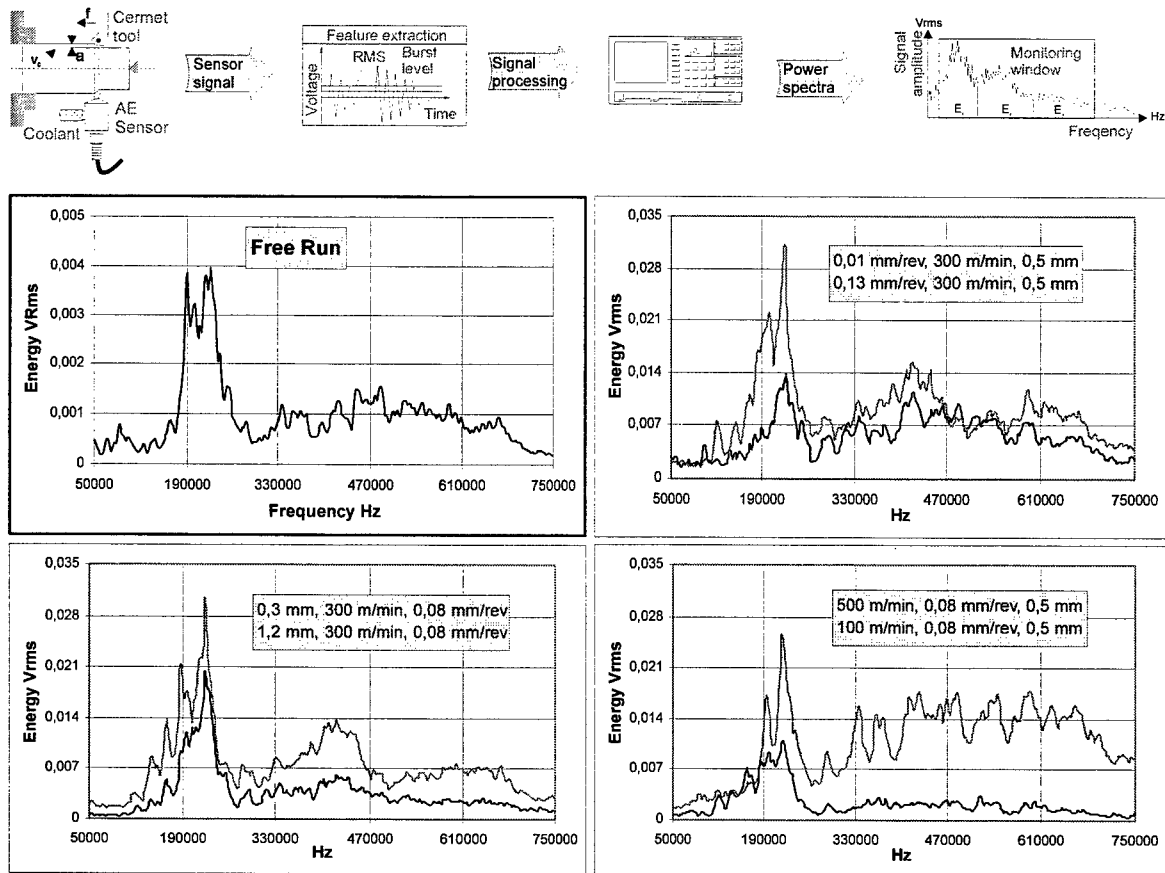 f
Cermet
tool
a
Coolant
AE
Sensor
Sensor
signal
Feature extraction
RMS
Burst
level
Voltage
Time
Signal
processing
Power
spectra
Vrms
Signal
amplitude
Monitoring
window
E
E
E
Hz
Freqency
Free Run
Energy VRms
0,005
0,004
0,003
0,002
0,001
0
50000 190000 330000 470000 610000 750000
Frequency Hz
0,01 mm/rev, 300 m/min, 0,5 mm
0,13 mm/rev, 300 m/min, 0,5 mm
Energy Vrms
0,035
0,028
0,021
0,014
0,007
0
50000 190000 330000 470000 610000 750000
Hz
0,3 mm, 300 m/min, 0,08 mm/rev
1,2 mm, 300 m/min, 0,08 mm/rev
Energy Vrms
0,035
0,028
0,021
0,014
0,007
0,000
50000 190000 330000 470000 610000 750000
Hz
500 m/min, 0,08 mm/rev, 0,5 mm
100 m/min, 0,08 mm/rev, 0,5 mm
Energy Vrms
0,035
0,028
0,021
0,014
0,007
0,000
50000 190000 330000 470000 610000 750000
Hz